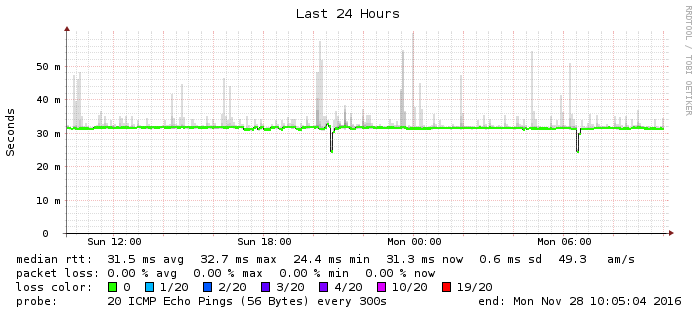 Last 24 Hours
RRDTOOL / TOBI OETIKER
Seconds
50 m
40 m
30 m
20 m
10 m
0
Sun 12:00 Sun 18:00 Mon 00:00 Mon 06:00
median rtt: 31.5 ms avg 32.7 ms max 24.4 ms min 31.3 ms now 0.6 ms sd 49.3 am/s
packet loss: 0.00 % avg 0.00 % max 0.00 % min 0.00 % now
loss color: 0 1/20 2/20 3/20 4/20 10/20 19/20
probe: 20 ICMP Echo Pings (56 Bytes) every 300s end: Mon Nov 28 10:05:04 2016